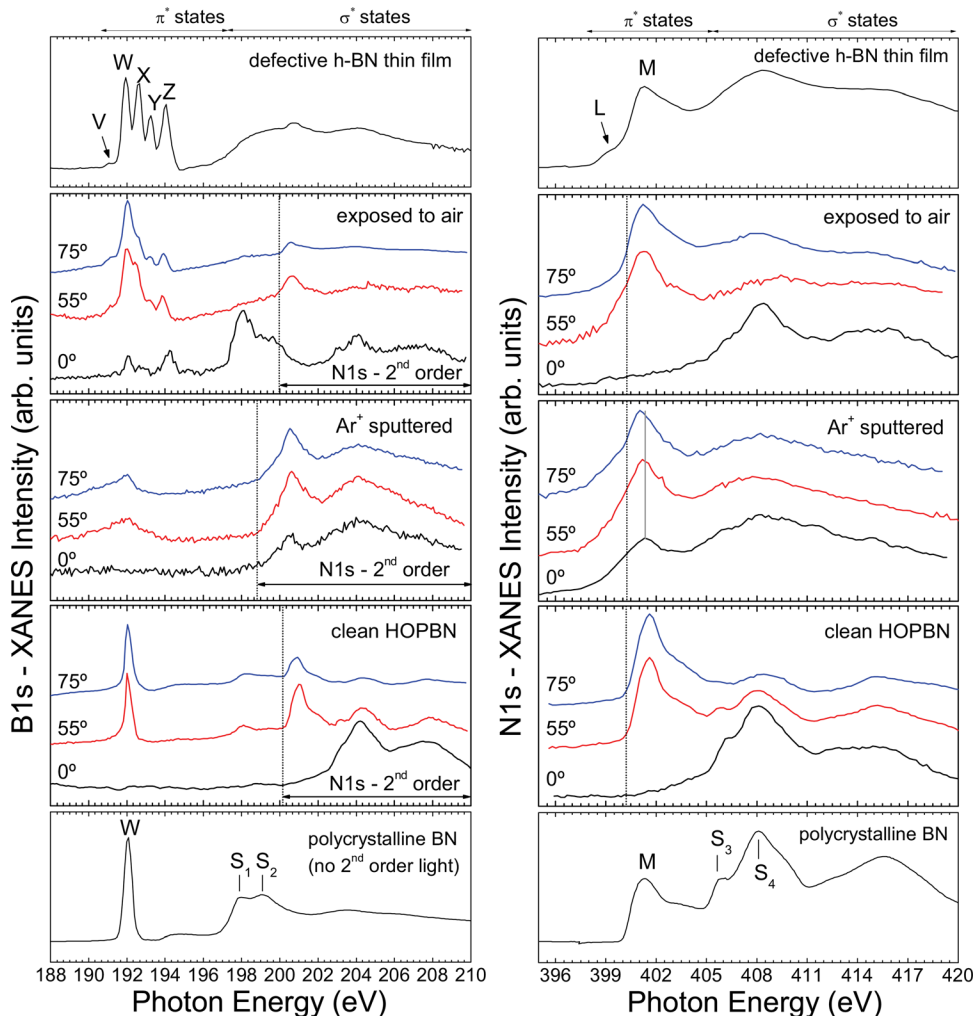 π* states
σ* states
defective h-BN thin film
V
W
X
Y
Z
exposed to air
75º
55º
0º
N1s - 2nd order
Ar+ sputtered
75º
55º
0º
N1s - 2nd order
clean HOPBN
75º
55º
0º
N1s - 2nd order
polycrystalline BN
(no 2nd order light)
W
S1
S2
188 190 192 194 196 198 200 202 204 206 208 210
Photon Energy (eV)
B1s - XANES Intensity (arb. units)
π* states
σ* states
defective h-BN thin film
L
M
exposed to air
75º
55º
0º
Ar+ sputtered
75º
55º
0º
clean HOPBN
75º
55º
0º
polycrystalline BN
M
S3
S4
396 399 402 405 408 411 414 417 420
Photon Energy (eV)
N1s - XANES Intensity (arb. units)